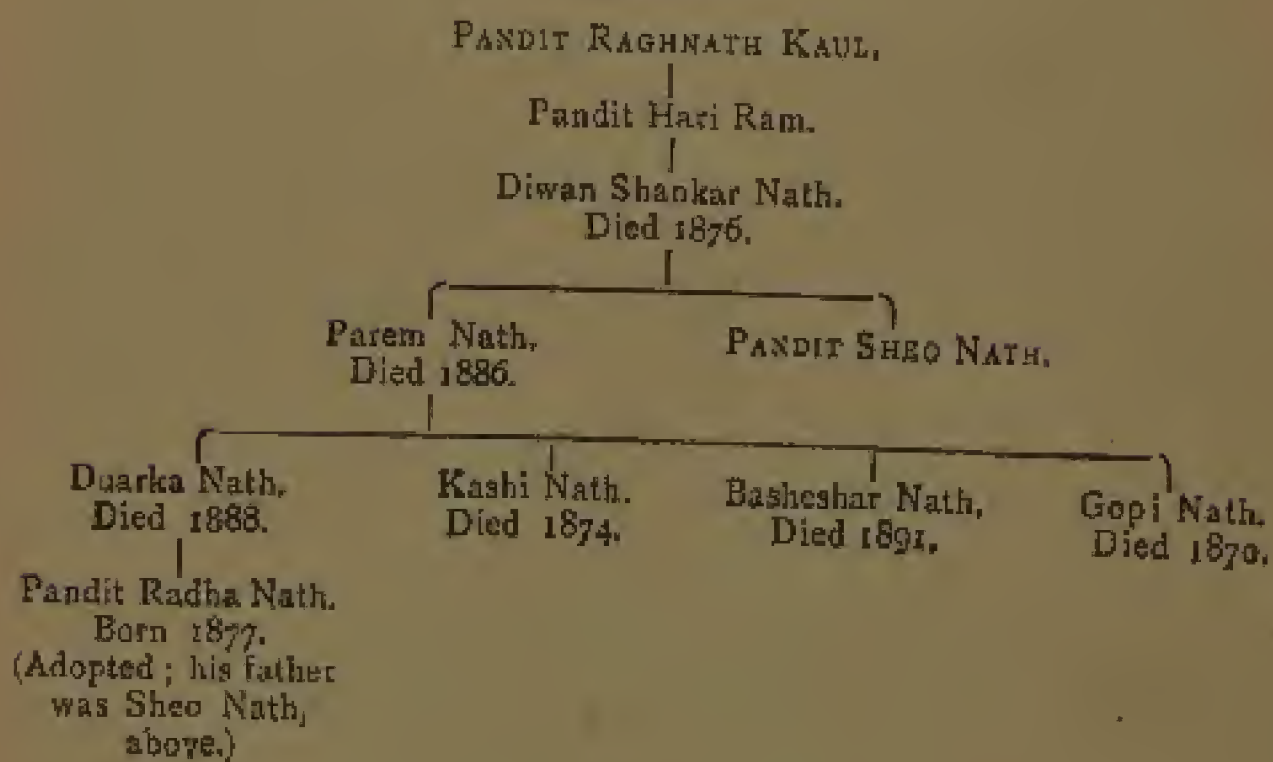 PANDIT RAGHNATH KAUL,
Pandit Hari Ram.
Diwan Shankar Nath.
Died 1876.
Parem Nath,
Died 1886.
PANDIT SHEO NATH.
Duarka Nath,
Died 1888.
Kashi Nath.
Died 1874.
Basheshar Nath,
Died 1891.
Gopi Nath.
Died 1870.
Pandit Radha Nath.
Born 1877.
(Adopted ; his father
was Sheo Nath,
above.)